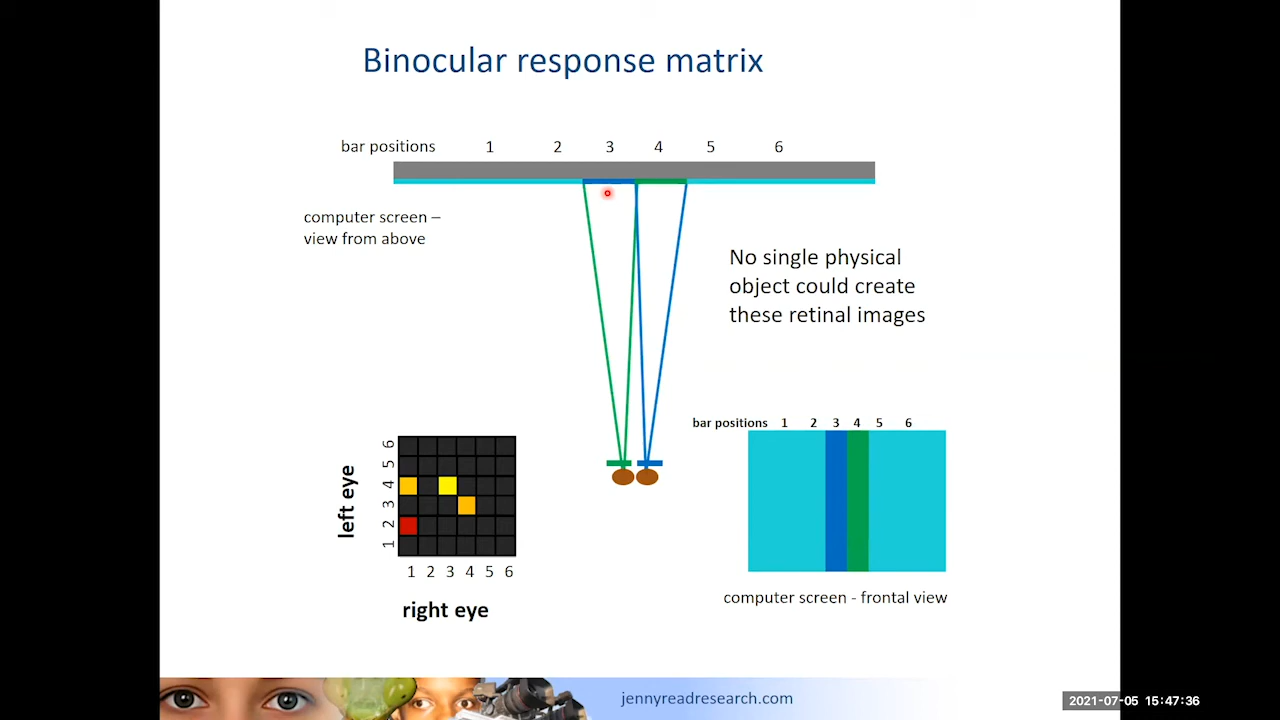 Binocular response matrix
bar positions 1 2 3 4 5 6
computer screen –
view from above
No single physical
object could create
these retinal images
bar positions 1 2 3 4 5 6
left eye
6
5
4
3
2
1
1 2 3 4 5 6
right eye
computer screen - frontal view
jennyreadresearch.com
2021-07-05 15:47:36